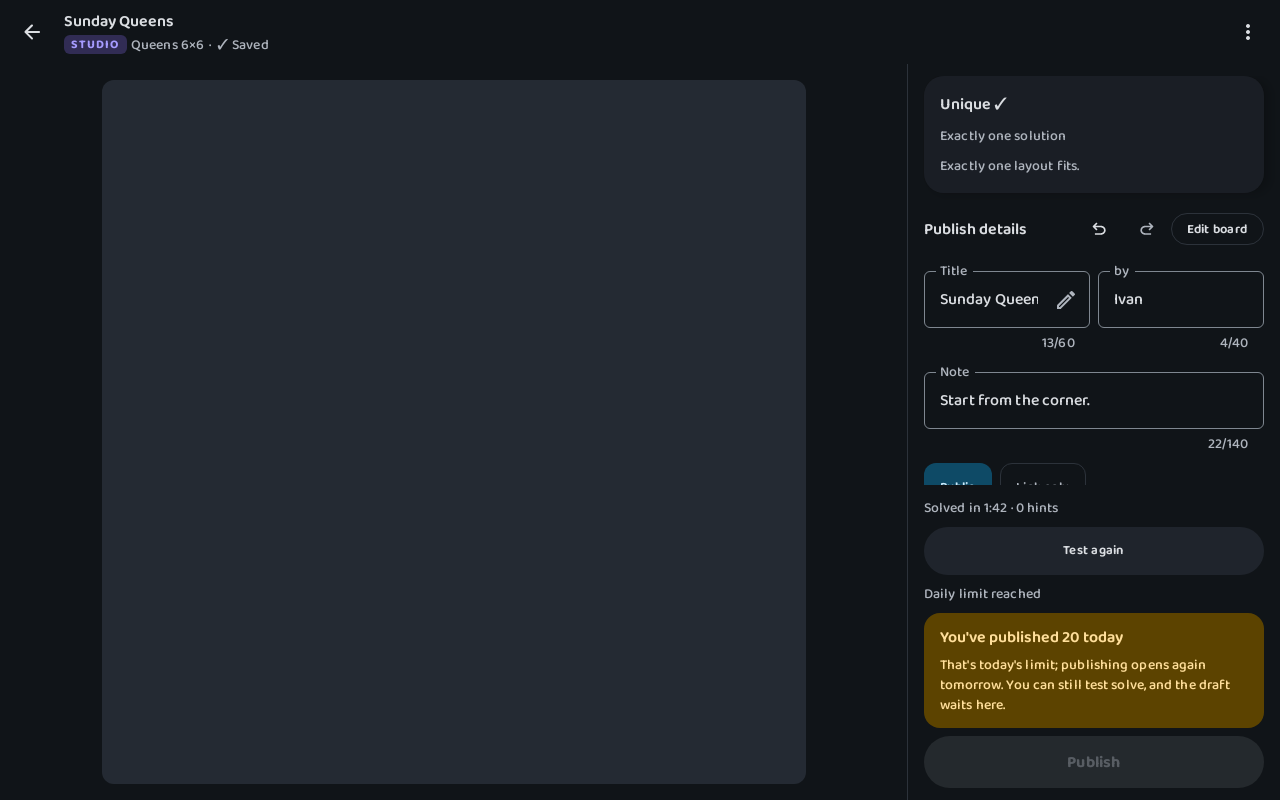 Sunday Queens
STUDIO Queens 6×6 · ✓ Saved
Unique ✓
Exactly one solution
Exactly one layout fits.
Publish details
Edit board
Title
Sunday Queen
13/60
by
Ivan
4/40
Note
Start from the corner.
22/140
Solved in 1:42 · 0 hints
Test again
Daily limit reached
You've published 20 today
That's today's limit; publishing opens again
tomorrow. You can still test solve, and the draft
waits here.
Publish